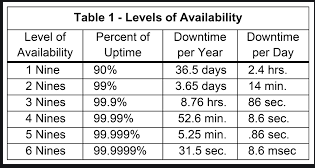 Table 1 - Levels of Availability
Level of Availability | Percent of Uptime | Downtime per Year | Downtime per Day
1 Nine | 90% | 36.5 days | 2.4 hrs.
2 Nines | 99% | 3.65 days | 14 min.
3 Nines | 99.9% | 8.76 hrs. | 86 sec.
4 Nines | 99.99% | 52.6 min. | 8.6 sec.
5 Nines | 99.999% | 5.25 min. | .86 sec.
6 Nines | 99.9999% | 31.5 sec. | 8.6 msec